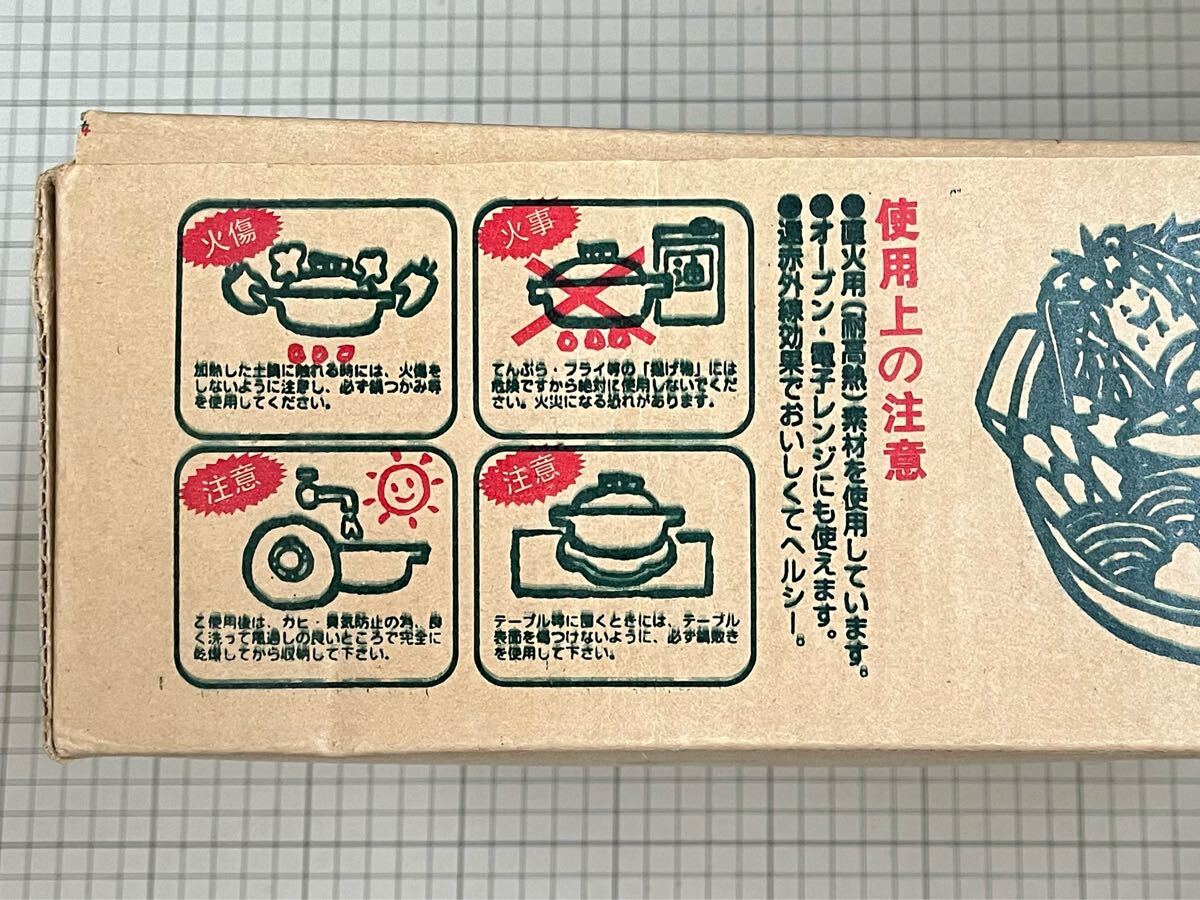 使用上の注意
●直火用(耐高熱)素材を使用しています。
●オーブン・電子レンジにも使えます。
●遠赤外線効果でおいしくてヘルシー。
火傷
加熱した土鍋に触れる時には、火傷を
しないように注意し、必ず鍋つかみ等
を使用してください。
火事
油
てんぷら・フライ等の「揚げ物」には
危険ですから絶対に使用しないでくだ
さい。火災になる恐れがあります。
注意
ご使用後は、カビ・臭気防止の為、良
く洗って風通しの良いところで完全に
乾燥してから収納して下さい。
注意
テーブル等に置くときには、テーブル
表面を傷つけないように、必ず鍋敷き
を使用して下さい。